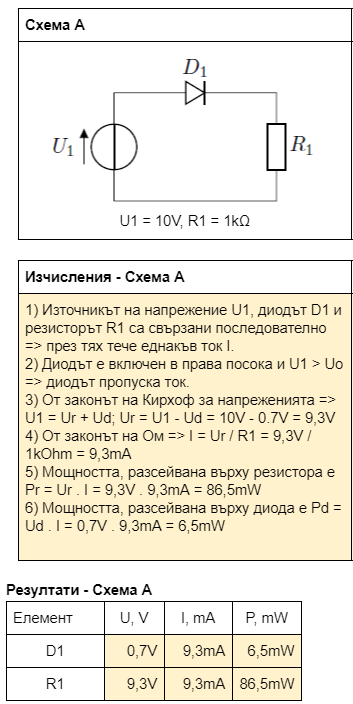 Схема А
D1
U1
R1
U1 = 10V, R1 = 1kΩ
Изчисления - Схема А
1) Източникът на напрежение U1, диодът D1 и
резисторът R1 са свързани последователно
=> през тях тече еднакъв ток I.
2) Диодът е включен в права посока и U1 > Uo
=> диодът пропуска ток.
3) От законът на Кирхоф за напреженията =>
U1 = Ur + Ud; Ur = U1 - Ud = 10V - 0.7V = 9,3V
4) От законът на Ом => I = Ur / R1 = 9,3V /
1kOhm = 9,3mA
5) Мощността, разсейвана върху резистора е
Pr = Ur . I = 9,3V . 9,3mA = 86,5mW
6) Мощността, разсейвана върху диода е Pd =
Ud . I = 0,7V . 9,3mA = 6,5mW
Резултати - Схема А
Елемент U, V I, mA P, mW
D1 0,7V 9,3mA 6,5mW
R1 9,3V 9,3mA 86,5mW